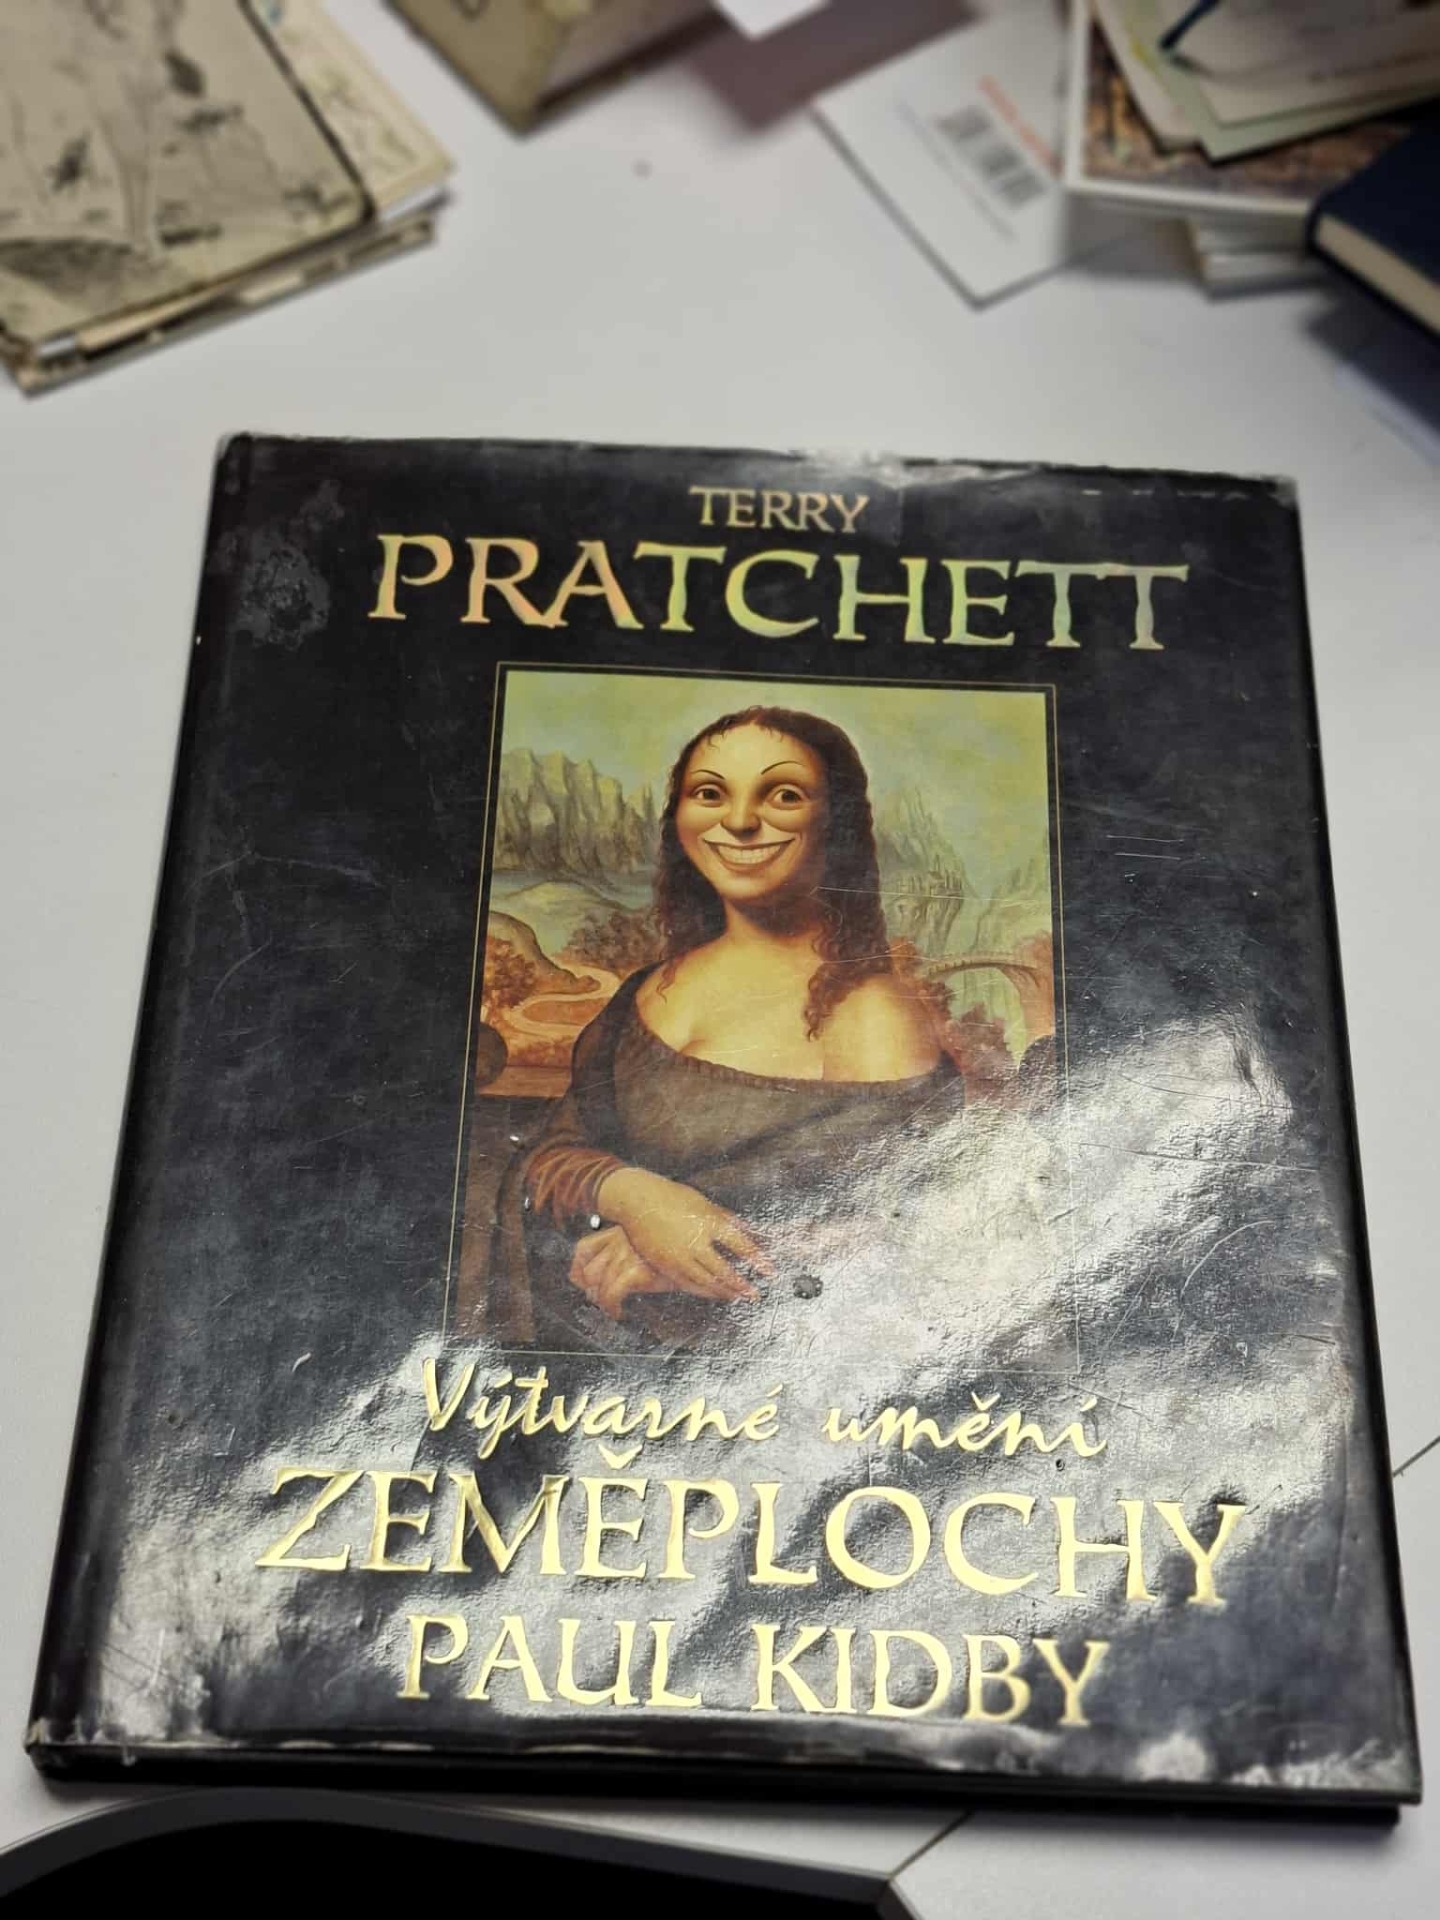 TERRY
PRATCHETT
Výtvarné umění
ZEMĚPLOCHY
PAUL KIDBY